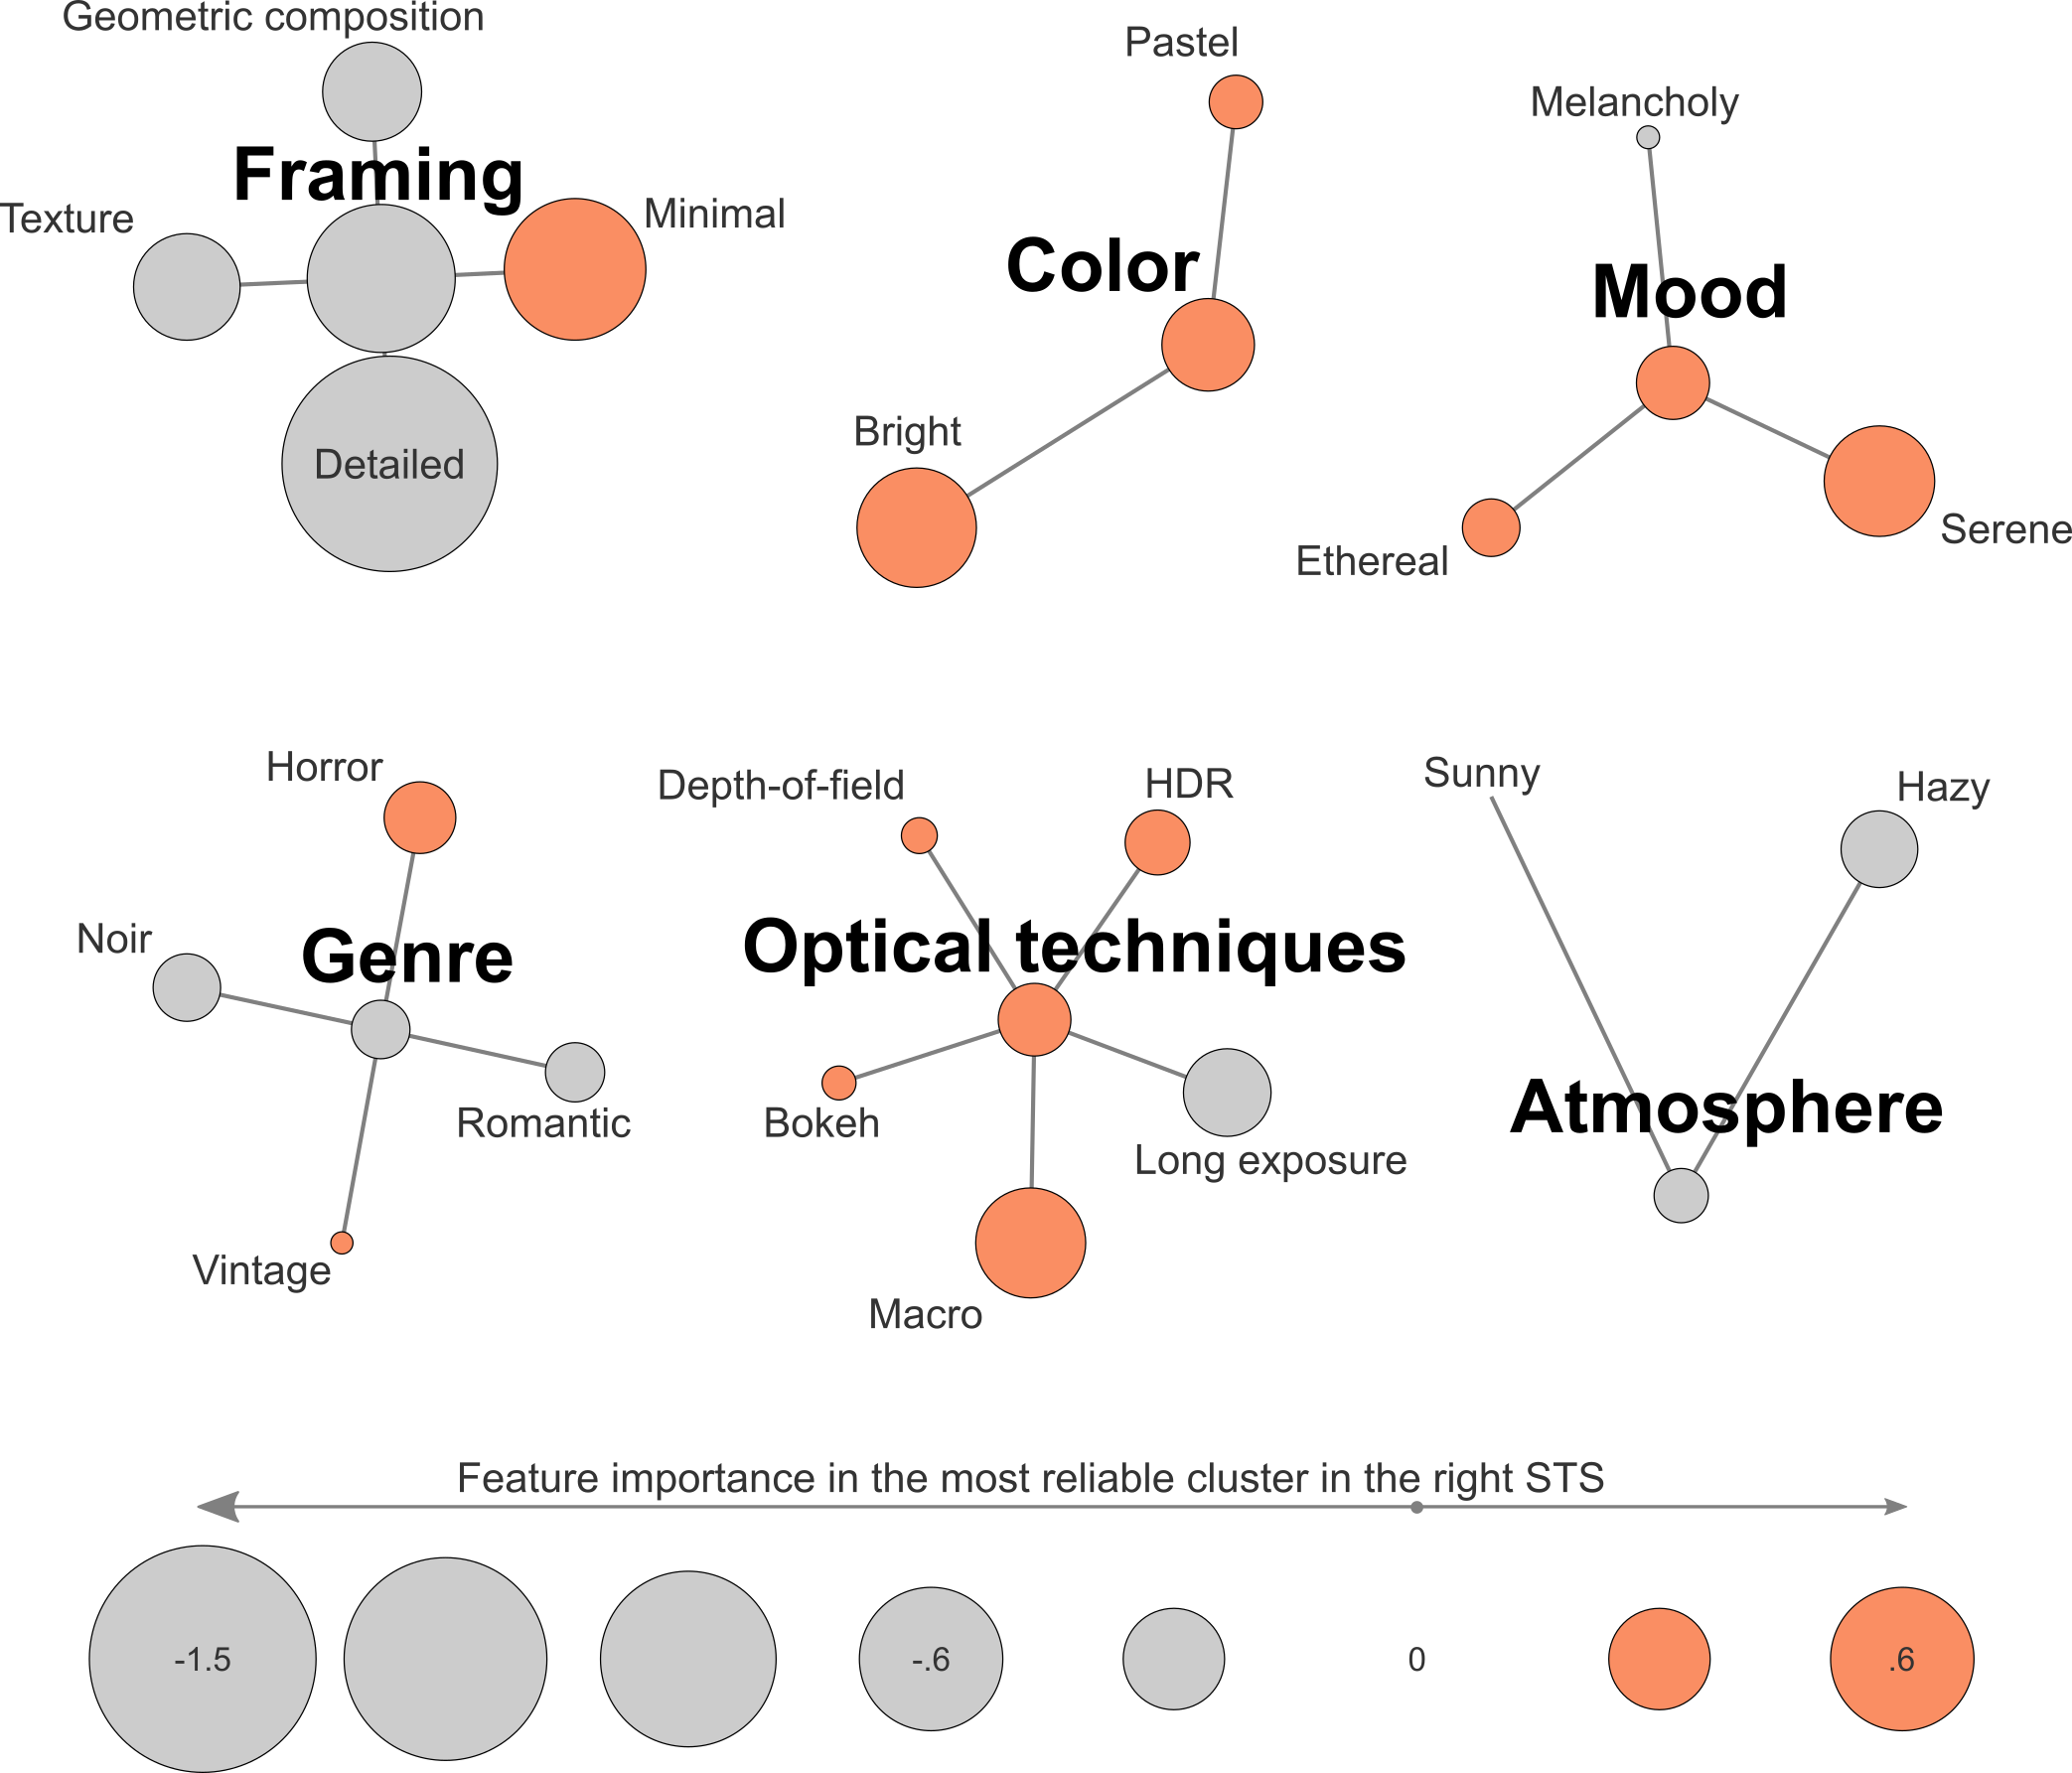 Geometric composition
Framing
Texture
Minimal
Detailed
Pastel
Color
Bright
Melancholy
Mood
Ethereal
Serene
Horror
Noir
Genre
Romantic
Vintage
Depth-of-field
HDR
Optical techniques
Bokeh
Long exposure
Macro
Sunny
Hazy
Atmosphere
Feature importance in the most reliable cluster in the right STS
-1.5
-.6
0
.6